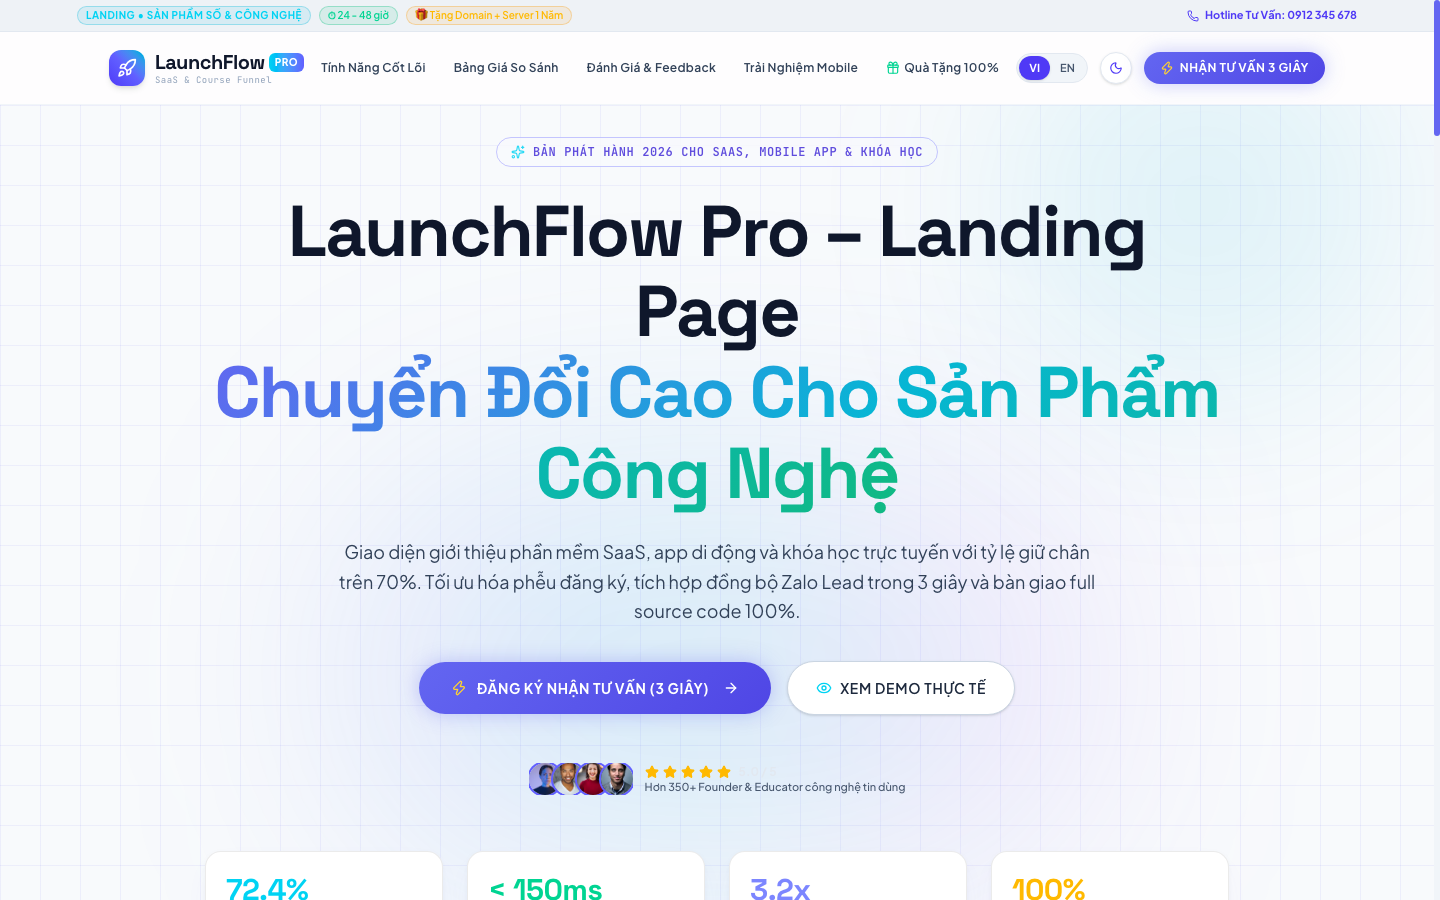 LANDING • SẢN PHẨM SỐ & CÔNG NGHỆ
24 - 48 giờ
Tặng Domain + Server 1 Năm
Hotline Tư Vấn: 0912 345 678
LaunchFlow PRO
SaaS & Course Funnel
Tính Năng Cốt Lõi
Bảng Giá So Sánh
Đánh Giá & Feedback
Trải Nghiệm Mobile
Quà Tặng 100%
VI
EN
NHẬN TƯ VẤN 3 GIÂY
BẢN PHÁT HÀNH 2026 CHO SAAS, MOBILE APP & KHÓA HỌC
LaunchFlow Pro – Landing
Page
Chuyển Đổi Cao Cho Sản Phẩm
Công Nghệ
Giao diện giới thiệu phần mềm SaaS, app di động và khóa học trực tuyến với tỷ lệ giữ chân
trên 70%. Tối ưu hóa phễu đăng ký, tích hợp đồng bộ Zalo Lead trong 3 giây và bàn giao full
source code 100%.
ĐĂNG KÝ NHẬN TƯ VẤN (3 GIÂY)
XEM DEMO THỰC TẾ
Hơn 350+ Founder & Educator công nghệ tin dùng
72.4%
< 150ms
3.2x
100%